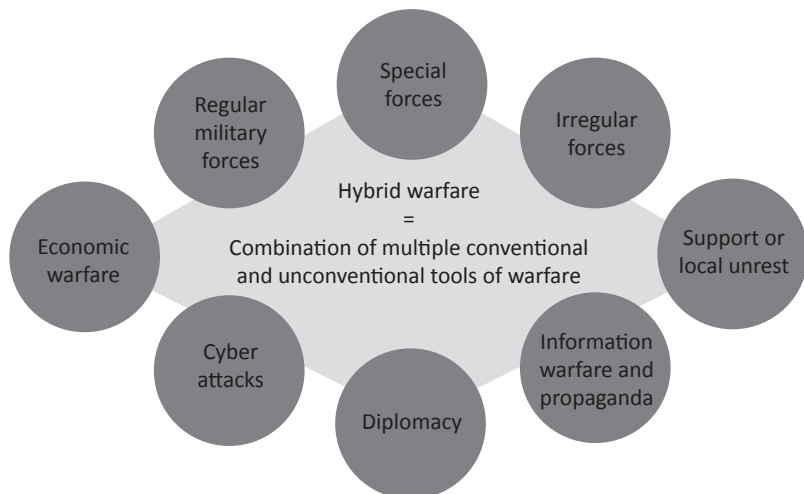 Special
forces
Regular
military
forces
Irregular
forces
Hybrid warfare
=
Combination of multiple conventional
and unconventional tools of warfare
Economic
warfare
Support or
local unrest
Cyber
attacks
Information
warfare and
propaganda
Diplomacy